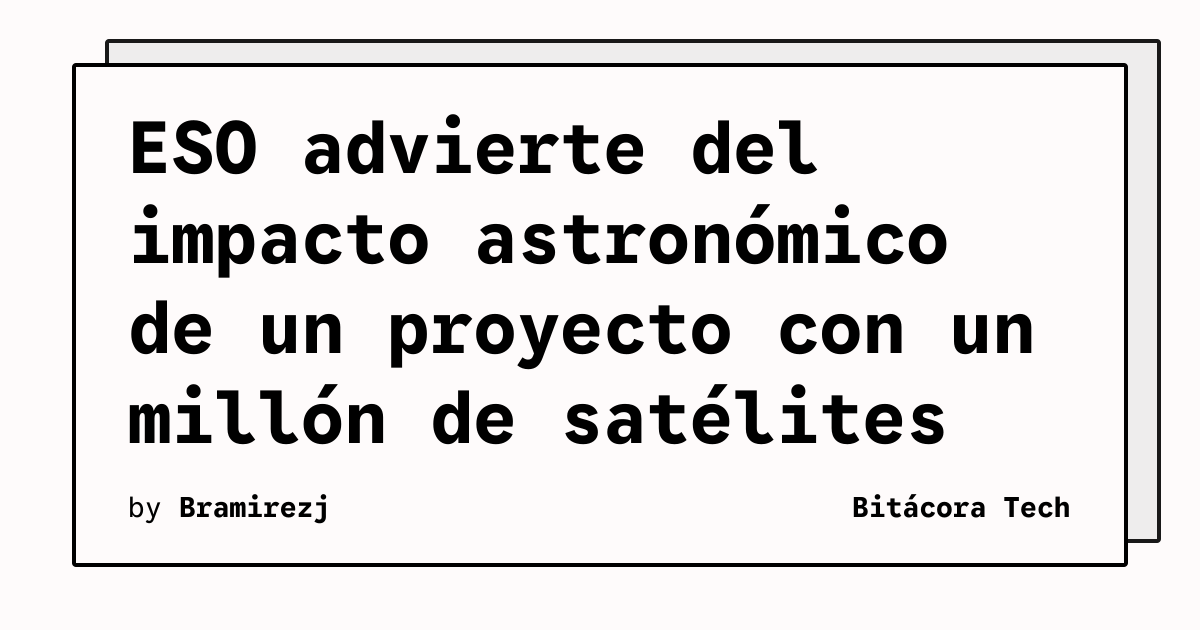 ESO advierte del
impacto astronómico
de un proyecto con un
millón de satélites
by Bramirezj
Bitácora Tech